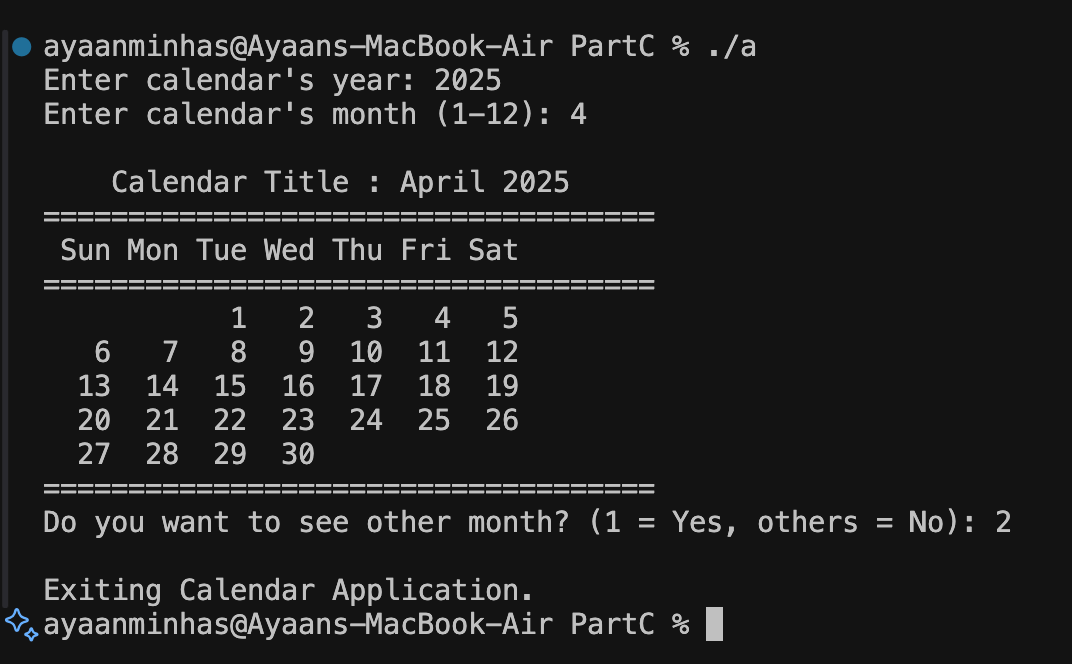 ayaanminhas@Ayaans-MacBook-Air PartC % ./a
Enter calendar's year: 2025
Enter calendar's month (1-12): 4
    Calendar Title : April 2025
====================================
 Sun Mon Tue Wed Thu Fri Sat
====================================
           1   2   3   4   5
   6   7   8   9  10  11  12
  13  14  15  16  17  18  19
  20  21  22  23  24  25  26
  27  28  29  30
====================================
Do you want to see other month? (1 = Yes, others = No): 2
Exiting Calendar Application.
ayaanminhas@Ayaans-MacBook-Air PartC %